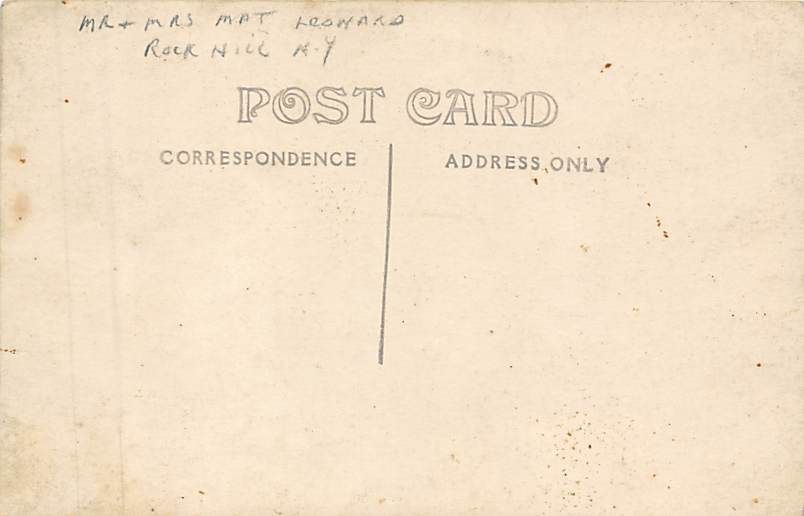 MR + MRS MAT LEONARD
ROCK HILL N.Y
POST CARD
CORRESPONDENCE
ADDRESS ONLY